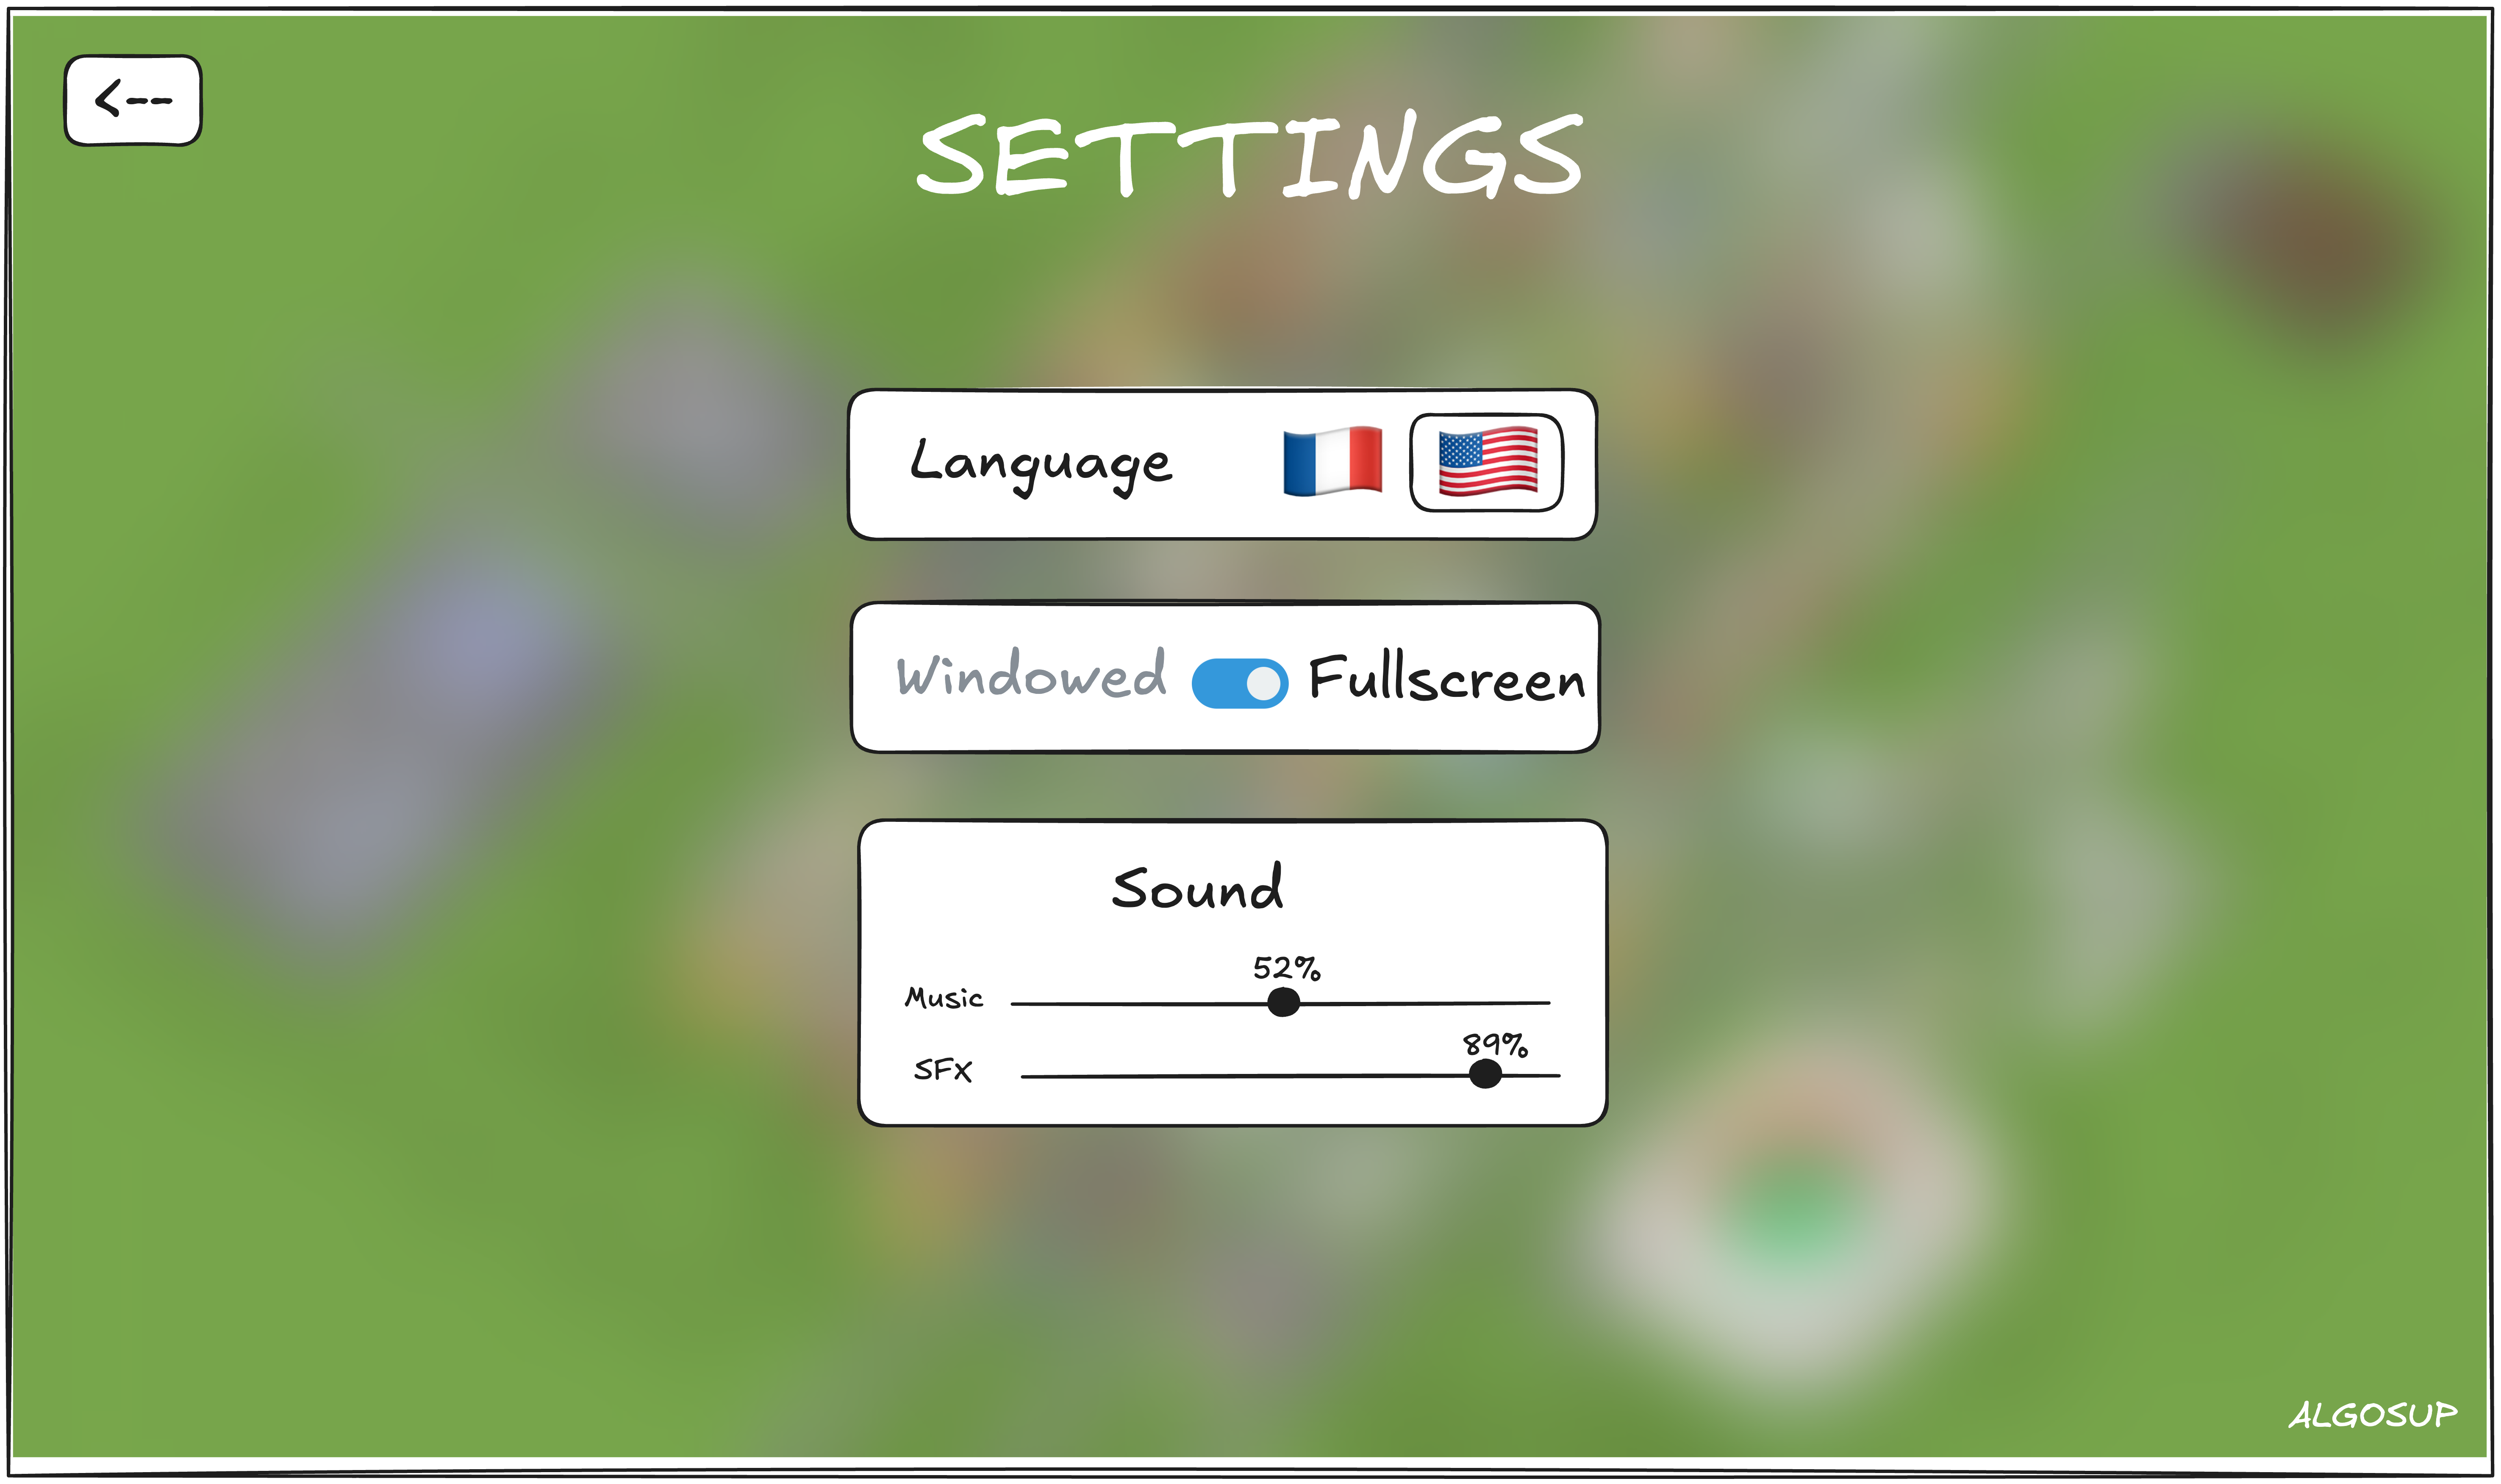 <--
SETTINGS
Language
Windowed Fullscreen
Sound
52%
Music
89%
SFX
ALGOSUP